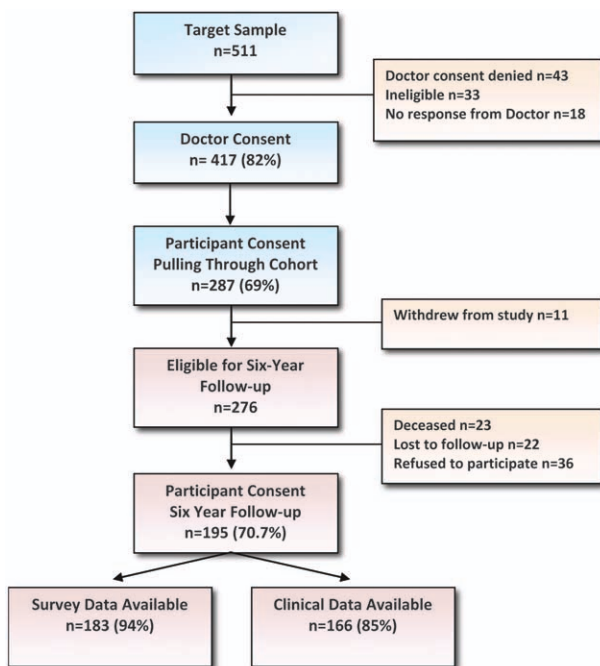 Target Sample
n=511
Doctor consent denied n=43
Ineligible n=33
No response from Doctor n=18
Doctor Consent
n= 417 (82%)
Participant Consent
Pulling Through Cohort
n=287 (69%)
Withdrew from study n=11
Eligible for Six-Year
Follow-up
n=276
Deceased n=23
Lost to follow-up n=22
Refused to participate n=36
Participant Consent
Six Year Follow-up
n=195 (70.7%)
Survey Data Available
n=183 (94%)
Clinical Data Available
n=166 (85%)